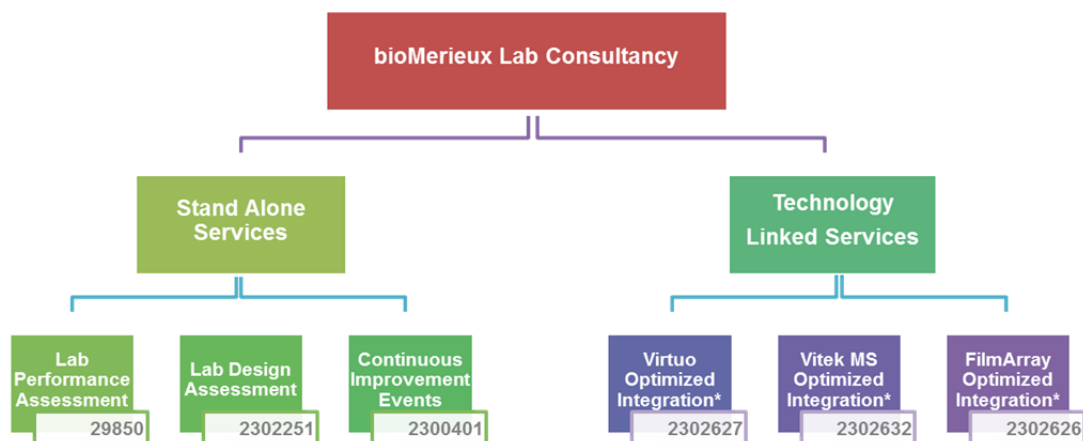 bioMerieux Lab Consultancy
Stand Alone
Services
Technology
Linked Services
Lab
Performance
Assessment
29850
Lab Design
Assessment
2302251
Continuous
Improvement
Events
2300401
Virtuo
Optimized
Integration*
2302627
Vitek MS
Optimized
Integration*
2302632
FilmArray
Optimized
Integration*
2302626